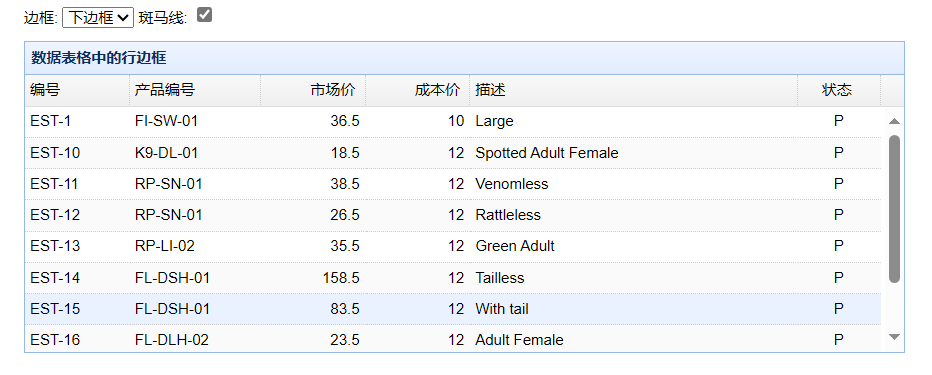 边框: 下边框 斑马线:
数据表格中的行边框
编号 产品编号 市场价 成本价 描述 状态
EST-1 FI-SW-01 36.5 10 Large P
EST-10 K9-DL-01 18.5 12 Spotted Adult Female P
EST-11 RP-SN-01 38.5 12 Venomless P
EST-12 RP-SN-01 26.5 12 Rattleless P
EST-13 RP-LI-02 35.5 12 Green Adult P
EST-14 FL-DSH-01 158.5 12 Tailless P
EST-15 FL-DSH-01 83.5 12 With tail P
EST-16 FL-DLH-02 23.5 12 Adult Female P